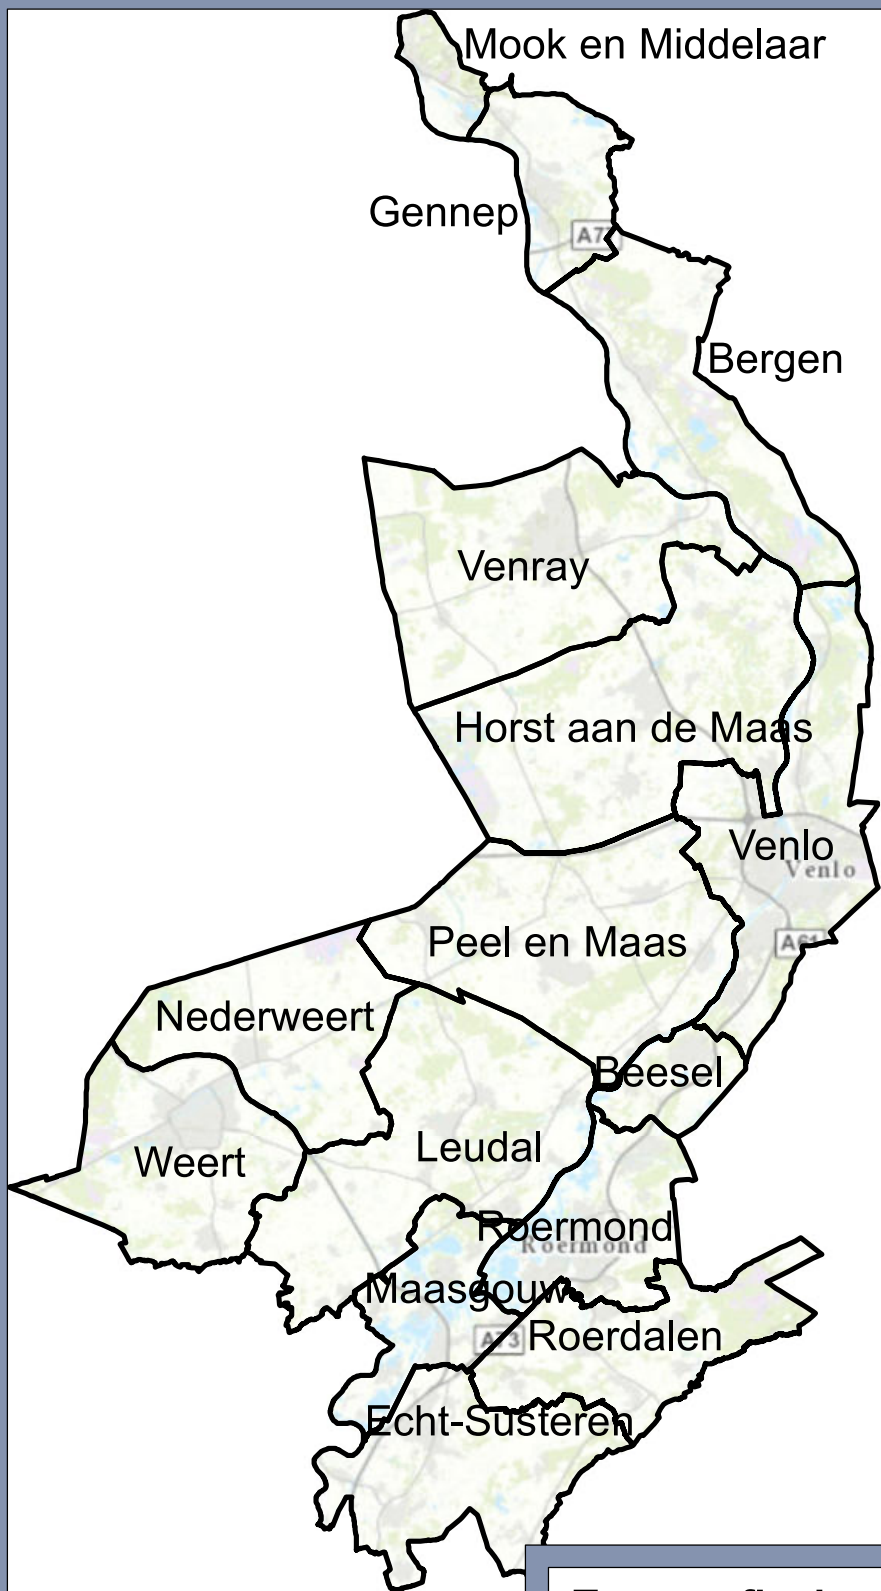 Mook en Middelaar
Gennep
A77
Bergen
Venray
Horst aan de Maas
Venlo
Venlo
Peel en Maas
A61
Nederweert
Beesel
Leudal
Weert
Roermond
Roermond
Maasgouw
A73
Roerdalen
Echt-Susteren